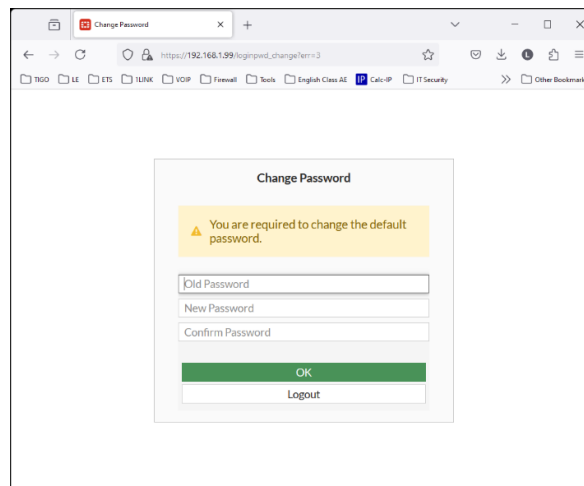 Change Password
https://192.168.1.99/loginpwd_change?err=3
TIGO LE ETS 1LINK VOIP Firewall Tools English Class AE IP Calc-IP IT Security Other Bookmark
Change Password
You are required to change the default
password.
Old Password
New Password
Confirm Password
OK
Logout